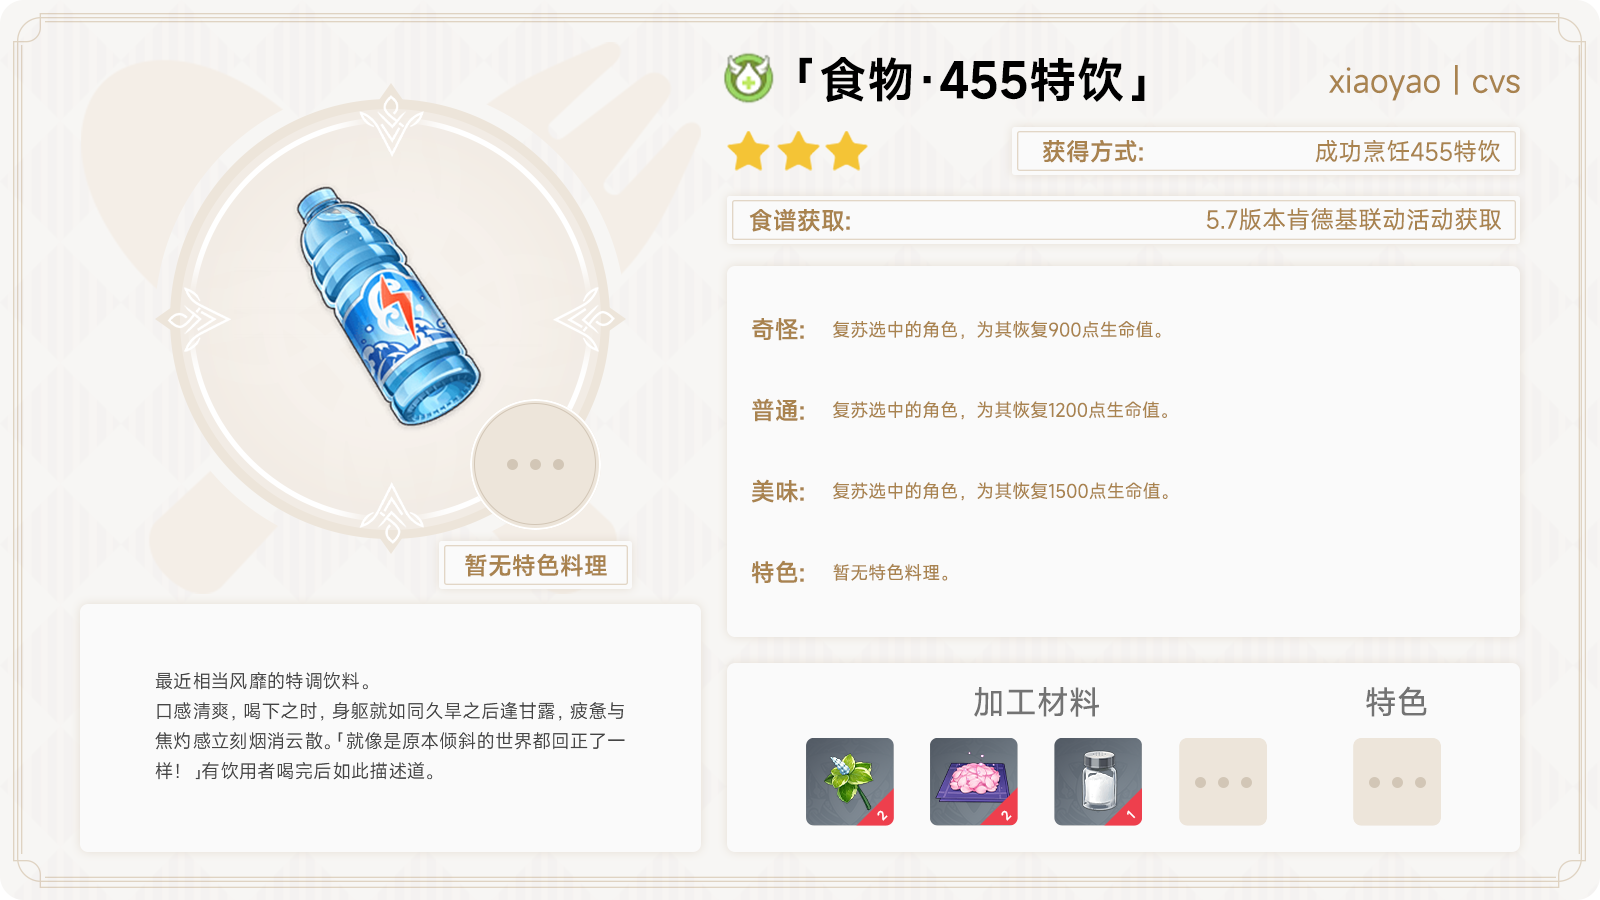 「食物·455特饮」
xiaoyao | cvs
获得方式:
成功烹饪455特饮
食谱获取:
5.7版本肯德基联动活动获取
奇怪:
复苏选中的角色，为其恢复900点生命值。
普通:
复苏选中的角色，为其恢复1200点生命值。
美味:
复苏选中的角色，为其恢复1500点生命值。
特色:
暂无特色料理。
暂无特色料理
最近相当风靡的特调饮料。
口感清爽，喝下之时，身躯就如同久旱之后逢甘露，疲惫与
焦灼感立刻烟消云散。「就像是原本倾斜的世界都回正了一
样！」有饮用者喝完后如此描述道。
加工材料
特色
2
2
1